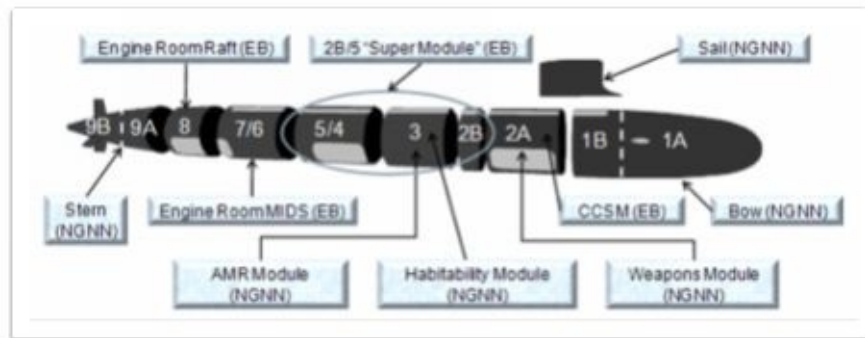 Engine Room Raft (EB)
2B/5 "Super Module" (EB)
Sail (NGNN)
9B
9A
8
7/6
5/4
3
2B
2A
1B
1A
Stern
(NGNN)
Engine Room MIDS (EB)
CCSM (EB)
Bow (NGNN)
AMR Module
(NGNN)
Habitability Module
(NGNN)
Weapons Module
(NGNN)